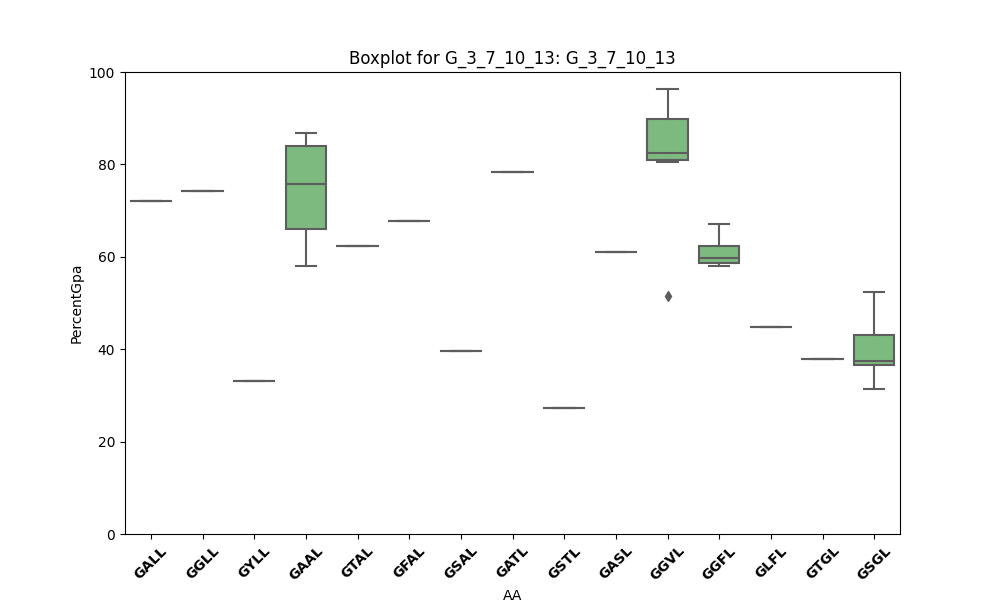 Boxplot for G_3_7_10_13: G_3_7_10_13
100
80
60
40
20
0
PercentGpa
GALL GGLL GYLL GAAL GTAL GFAL GSAL GATL GSTL GASL GGVL GGFL GLFL GTGL GSGL
AA